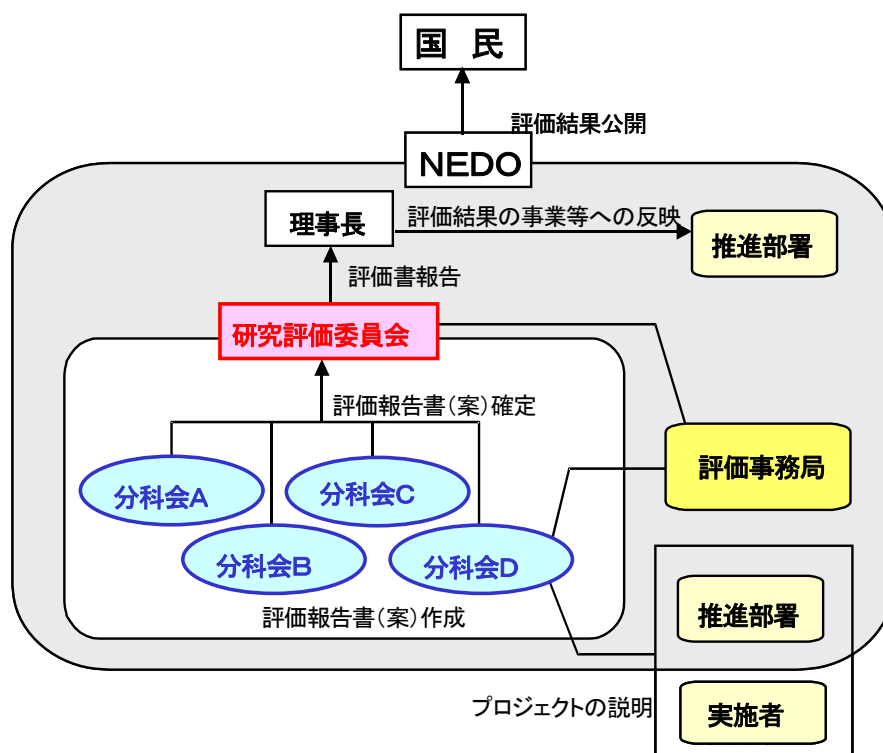 国 民
評価結果公開
NEDO
理事長
評価結果の事業等への反映
推進部署
評価書報告
研究評価委員会
評価報告書(案)確定
評価事務局
分科会A
分科会C
分科会B
分科会D
評価報告書(案)作成
推進部署
プロジェクトの説明
実施者